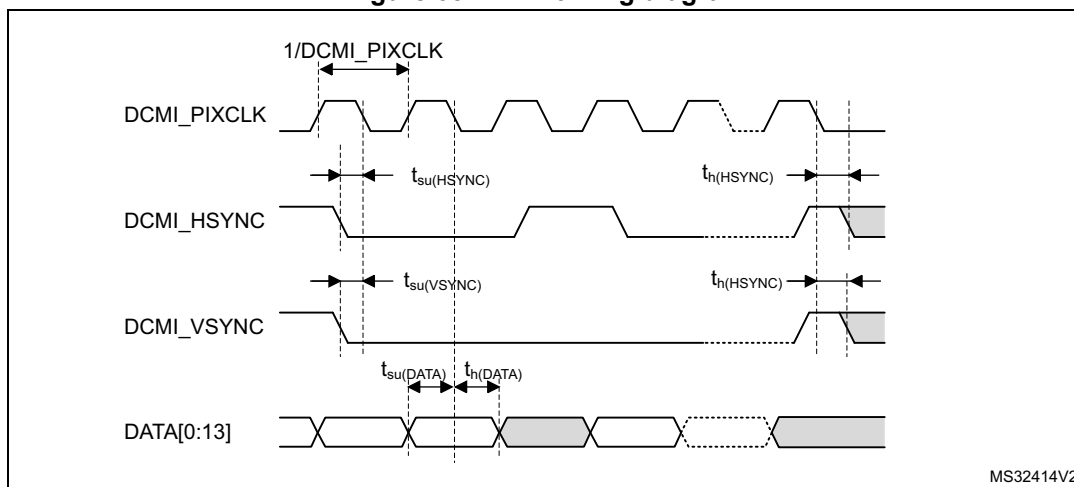 1/DCMI_PIXCLK
DCMI_PIXCLK
tsu(HSYNC) th(HSYNC)
DCMI_HSYNC
tsu(VSYNC) th(HSYNC)
DCMI_VSYNC
tsu(DATA) th(DATA)
DATA[0:13]
MS32414V2